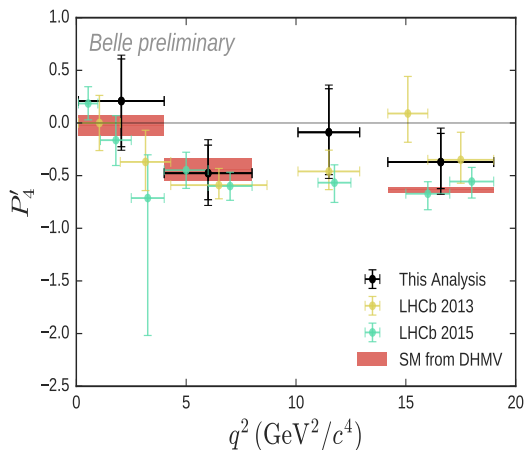 Belle preliminary
1.0
0.5
0.0
−0.5
−1.0
−1.5
−2.0
−2.5
P′₄
This Analysis
LHCb 2013
LHCb 2015
SM from DHMV
0 5 10 15 20
q² (GeV²/c⁴)